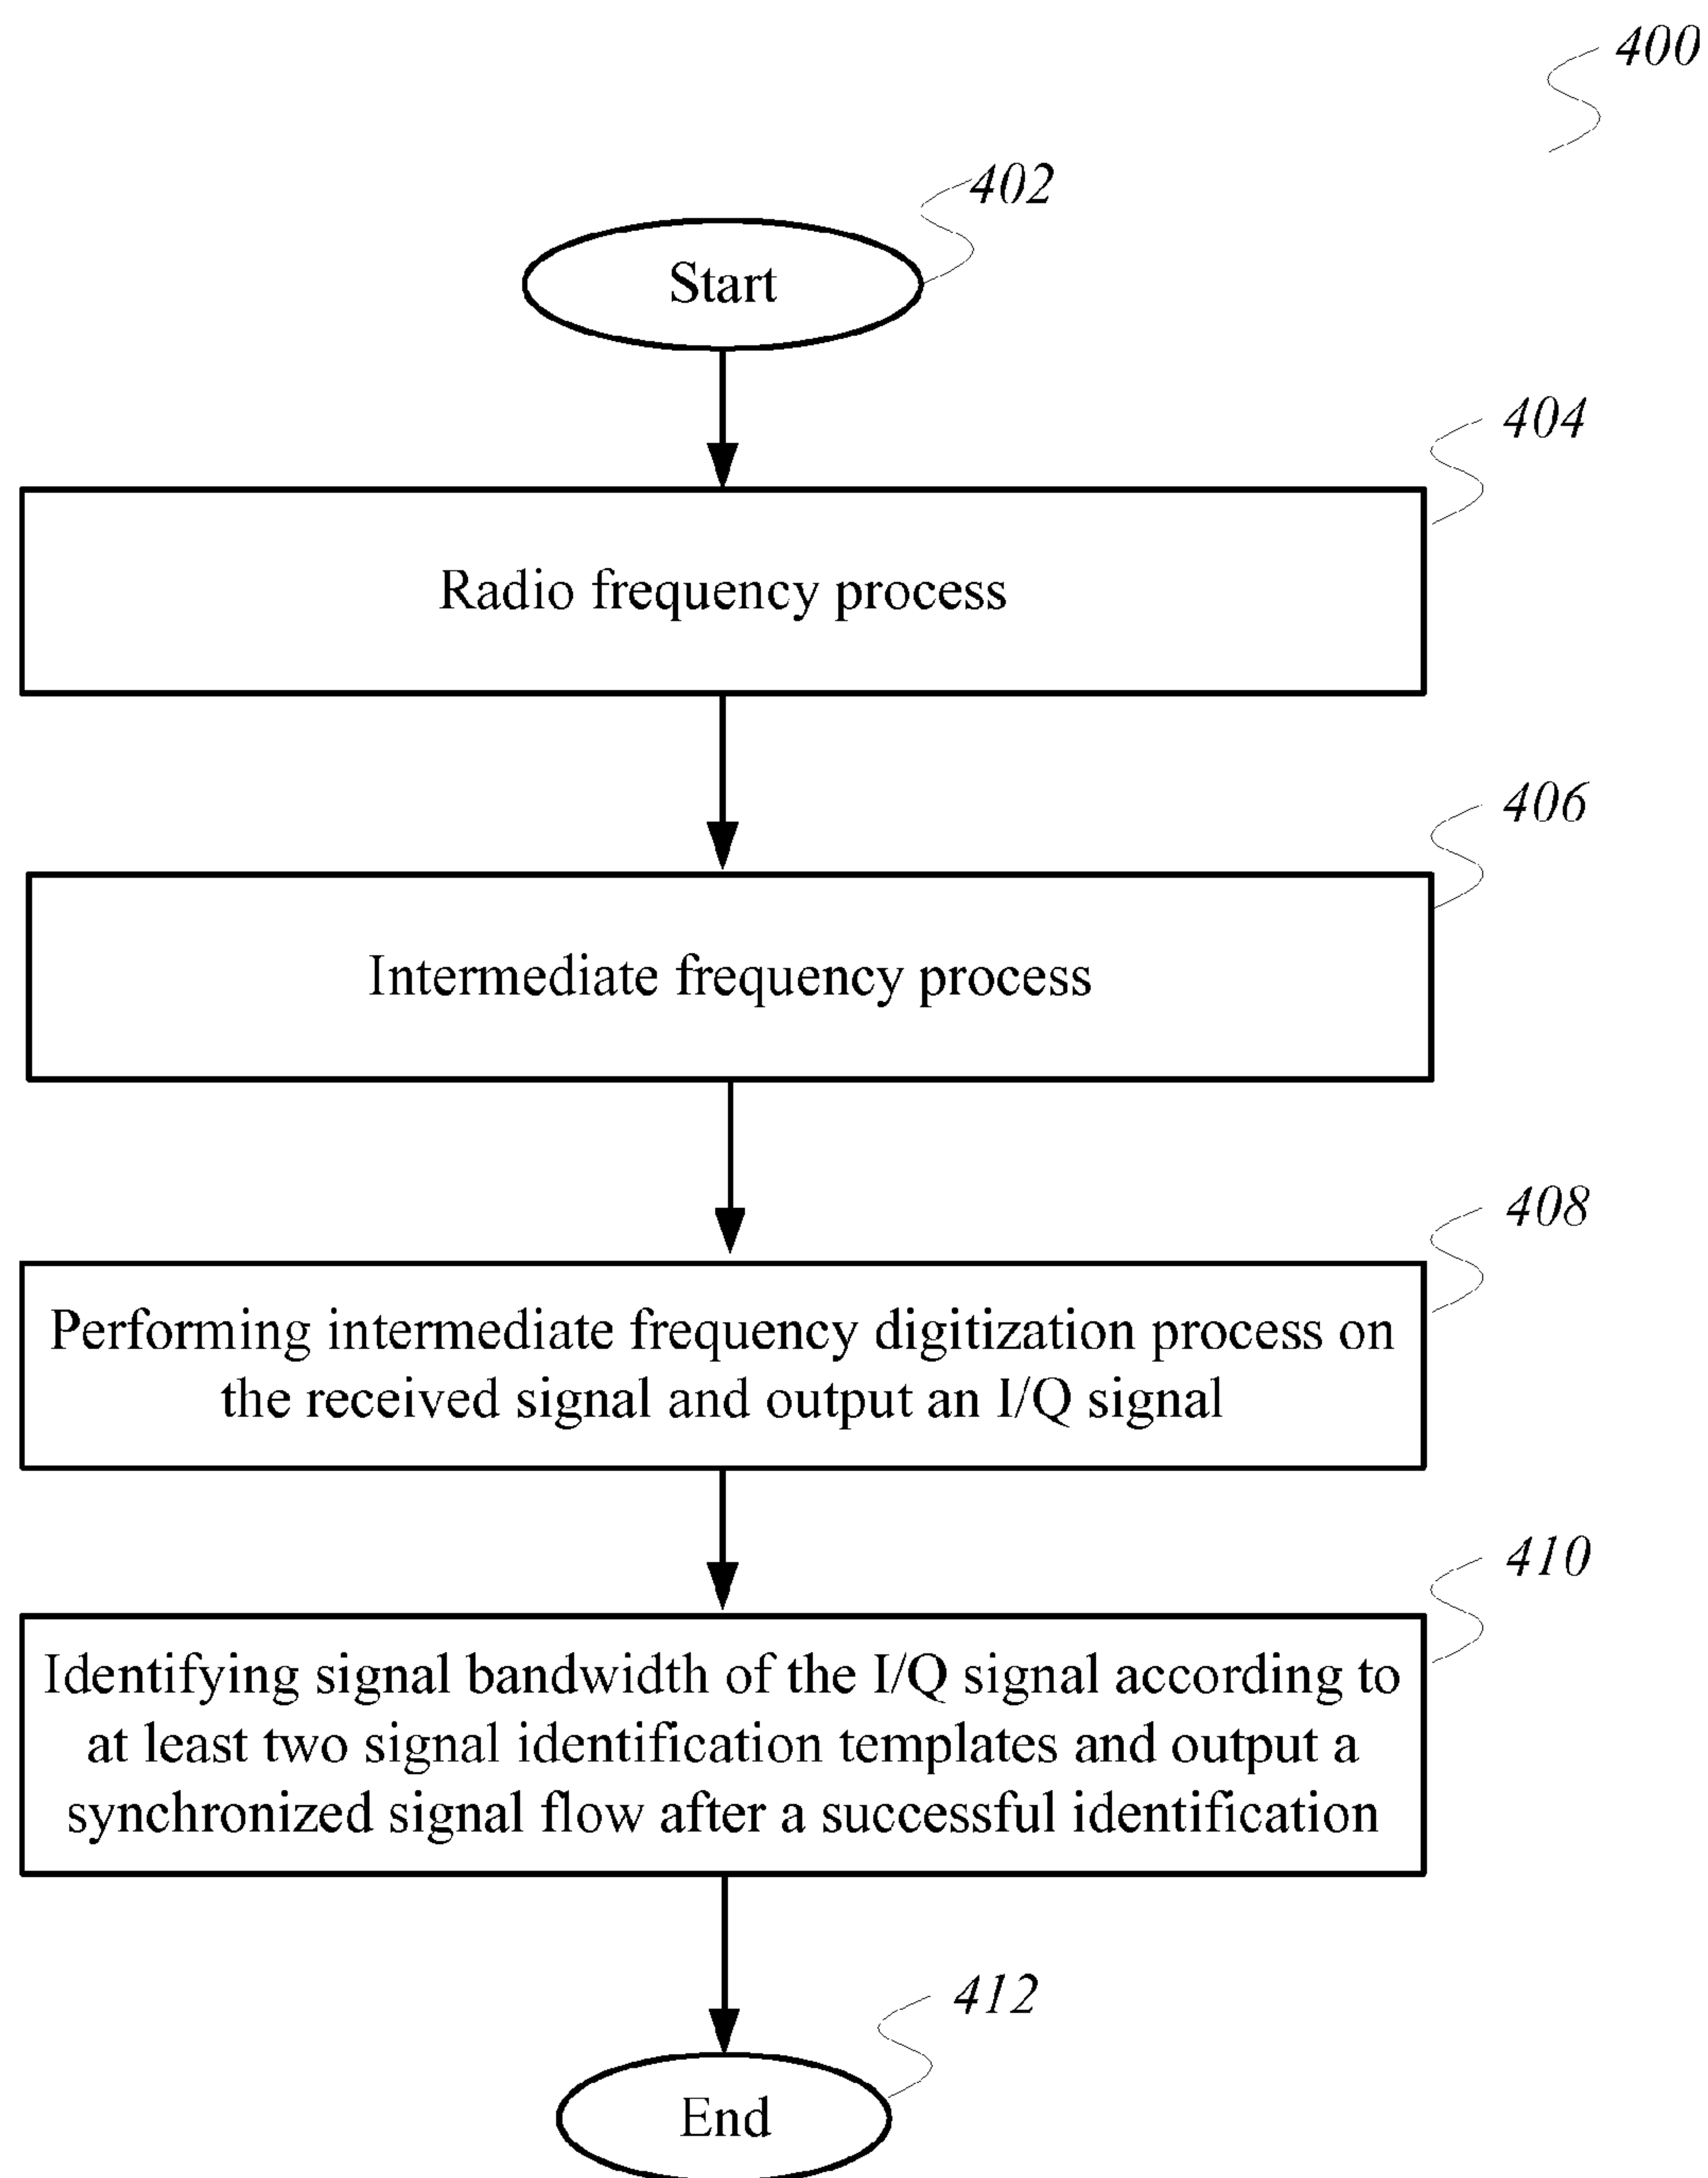 400
402
Start
404
Radio frequency process
406
Intermediate frequency process
408
Performing intermediate frequency digitization process on
the received signal and output an I/Q signal
410
Identifying signal bandwidth of the I/Q signal according to
at least two signal identification templates and output a
synchronized signal flow after a successful identification
412
End